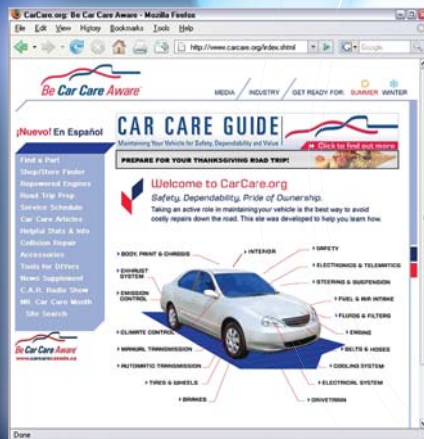 CarCare.org: Be Car Care Aware - Mozilla Firefox
File Edit View History Bookmarks Tools Help
http://www.carcare.org/index.shtml
Google
Be Car Care Aware
MEDIA / INDUSTRY / GET READY FOR: SUMMER WINTER
¡Nuevo! En Español
CAR CARE GUIDE
Maintaining Your Vehicle for Safety, Dependability and Value
Click to find out more
PREPARE FOR YOUR THANKSGIVING ROAD TRIP!
Find a Part
Shop/Store Finder
Repowered Engines
Road Trip Prep
Service Schedule
Car Care Articles
Helpful Stats & Info
Collision Repair
Accessories
Tools for DIYers
News Supplement
C.A.R. Radio Show
Car Care Month
Site Search
Be Car Care Aware
Welcome to CarCare.org
Safety, Dependability, Pride of Ownership.
Taking an active role in maintaining your vehicle is the best way to avoid
costly repairs down the road. This site was developed to help you learn how.
BODY, PAINT & CHASSIS
EXHAUST
SYSTEM
EMISSION
CONTROL
CLIMATE CONTROL
MANUAL TRANSMISSION
AUTOMATIC TRANSMISSION
TIRES & WHEELS
BRAKES
INTERIOR
SAFETY
ELECTRONICS & TELEMATICS
STEERING & SUSPENSION
FUEL & AIR INTAKE
FLUIDS & FILTERS
ENGINE
BELTS & HOSES
COOLING SYSTEM
ELECTRICAL SYSTEM
DRIVETRAIN
Done